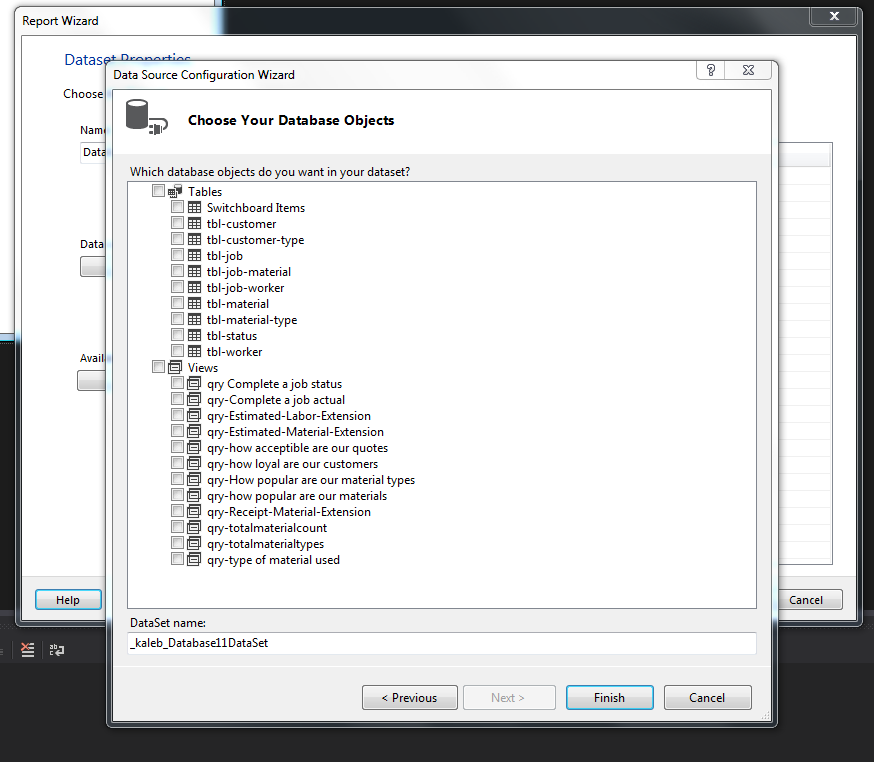 Report Wizard
Dataset Properties
Data Source Configuration Wizard
Choose
Choose Your Database Objects
Name
Data
Which database objects do you want in your dataset?
Tables
Switchboard Items
tbl-customer
tbl-customer-type
tbl-job
tbl-job-material
tbl-job-worker
tbl-material
tbl-material-type
tbl-status
tbl-worker
Views
qry Complete a job status
qry-Complete a job actual
qry-Estimated-Labor-Extension
qry-Estimated-Material-Extension
qry-how acceptible are our quotes
qry-how loyal are our customers
qry-How popular are our material types
qry-how popular are our materials
qry-Receipt-Material-Extension
qry-totalmaterialcount
qry-totalmaterialtypes
qry-type of material used
Data
Availa
Help
Cancel
DataSet name:
_kaleb_Database11DataSet
< Previous
Next >
Finish
Cancel